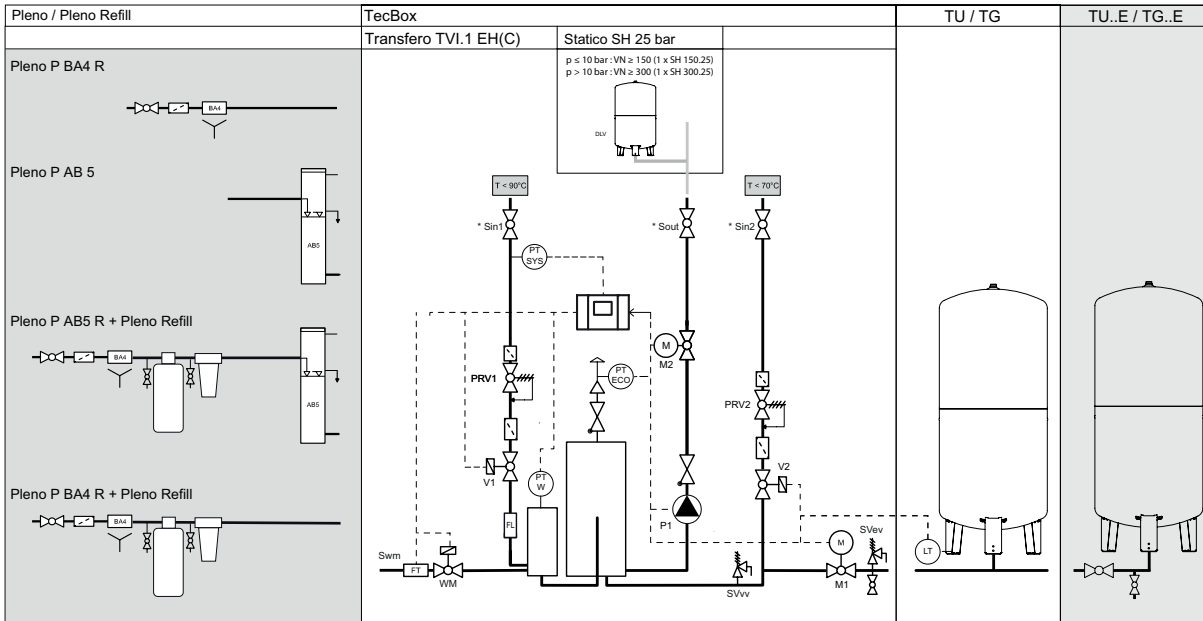 Pleno / Pleno Refill
TecBox
TU / TG
TU..E / TG..E
Transfero TVI.1 EH(C)
Statico SH 25 bar
p ≤ 10 bar : VN ≥ 150 (1 x SH 150.25)
p > 10 bar : VN ≥ 300 (1 x SH 300.25)
DLV
Pleno P BA4 R
BA4
Pleno P AB 5
AB5
Pleno P AB5 R + Pleno Refill
BA4
AB5
Pleno P BA4 R + Pleno Refill
BA4
T < 90°C
T < 70°C
* Sin1
* Sout
* Sin2
PT
SYS
M
M2
PRV1
PT
ECO
PRV2
V1
PT
W
V2
FL
P1
Swm
FT
WM
SVvv
M
M1
SVev
LT